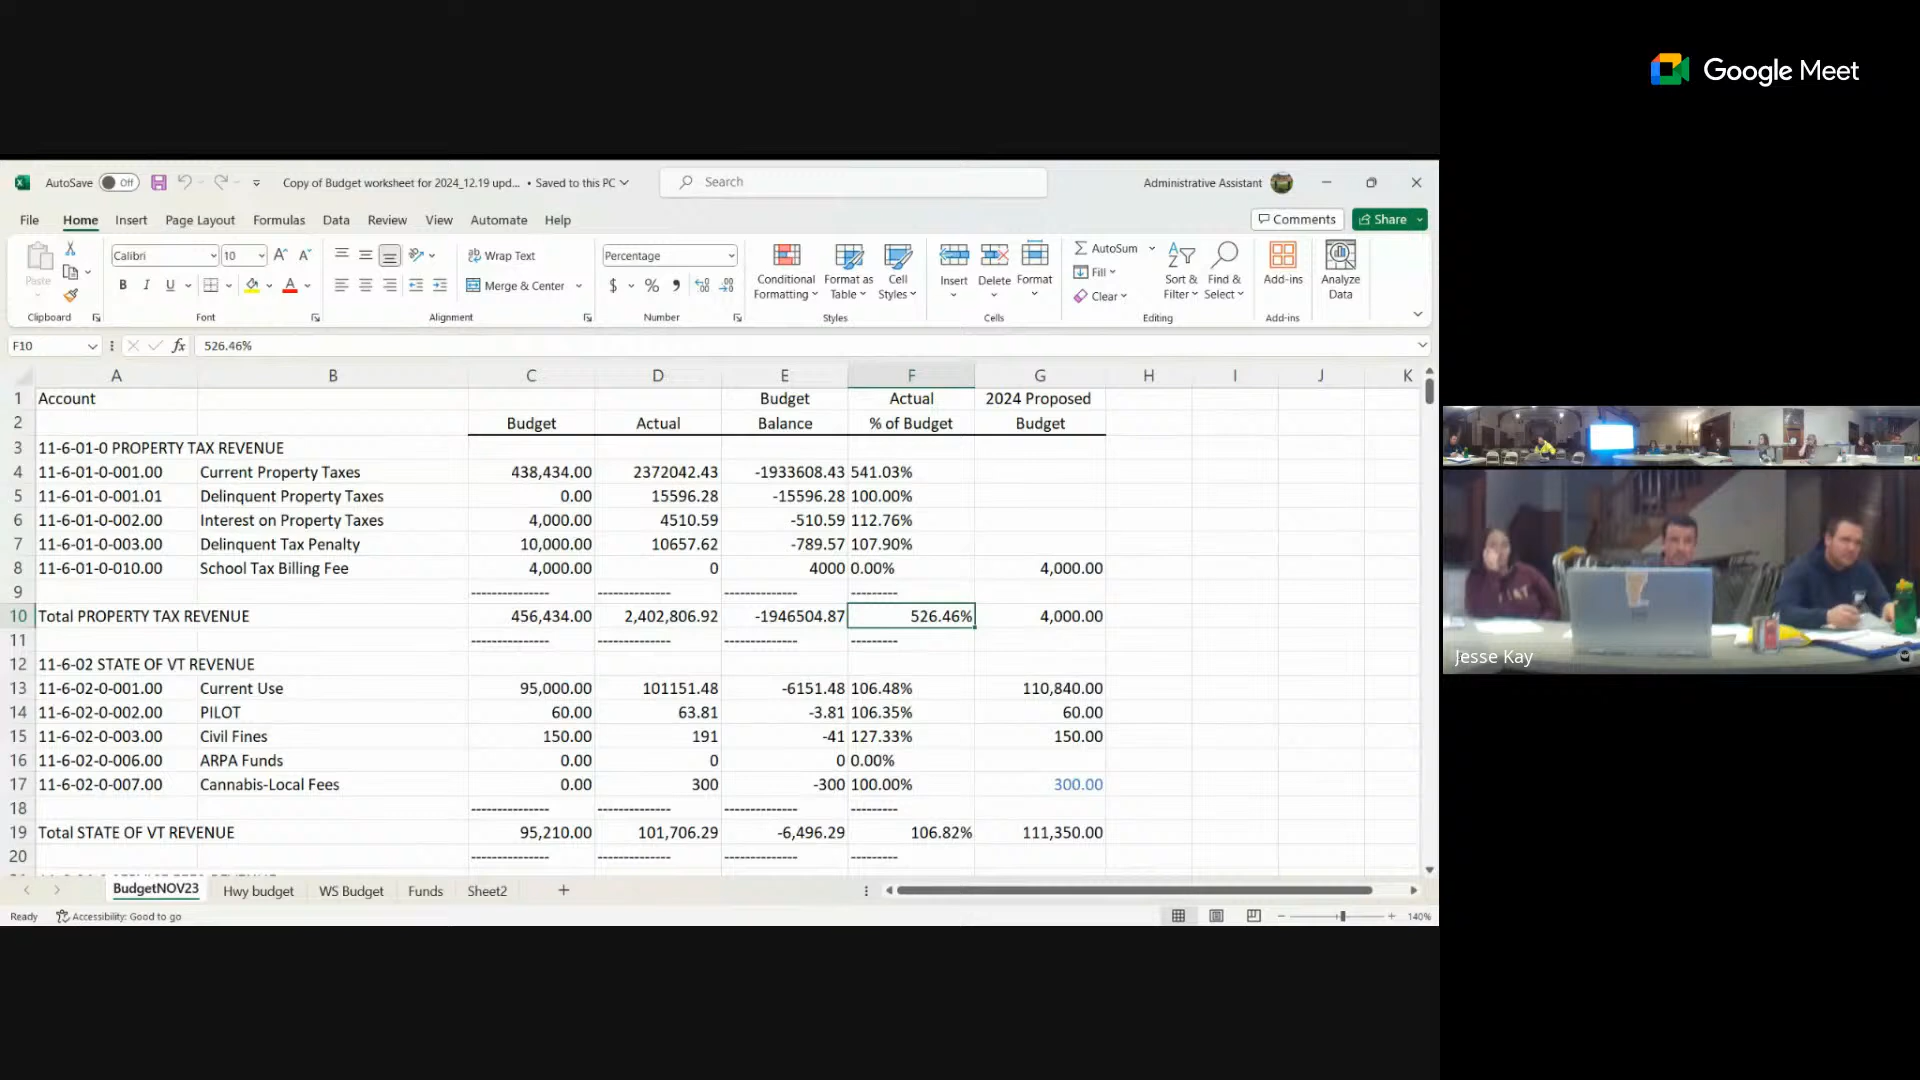 Google Meet
AutoSave Off Copy of Budget worksheet for 2024_12.19 upd... • Saved to this PC Search Administrative Assistant
File Home Insert Page Layout Formulas Data Review View Automate Help Comments Share
Paste Calibri 10 Wrap Text Percentage Conditional Formatting Format as Table Cell Styles Insert Delete Format AutoSum Sort & Filter Find & Select Add-ins Analyze Data
B I U Merge & Center $ % Fill
Clear
Clipboard Font Alignment Number Styles Cells Editing Add-ins
F10 fx 526.46%
A B C D E F G H I J K
1 Account Budget Actual 2024 Proposed
2 Budget Actual Balance % of Budget Budget
3 11-6-01-0 PROPERTY TAX REVENUE
4 11-6-01-0-001.00 Current Property Taxes 438,434.00 2372042.43 -1933608.43 541.03%
5 11-6-01-0-001.01 Delinquent Property Taxes 0.00 15596.28 -15596.28 100.00%
6 11-6-01-0-002.00 Interest on Property Taxes 4,000.00 4510.59 -510.59 112.76%
7 11-6-01-0-003.00 Delinquent Tax Penalty 10,000.00 10657.62 -789.57 107.90%
8 11-6-01-0-010.00 School Tax Billing Fee 4,000.00 0 4000 0.00% 4,000.00
9 --------------- -------------- -------------- ---------
10 Total PROPERTY TAX REVENUE 456,434.00 2,402,806.92 -1946504.87 526.46% 4,000.00
11 --------------- -------------- -------------- ---------
12 11-6-02 STATE OF VT REVENUE
13 11-6-02-0-001.00 Current Use 95,000.00 101151.48 -6151.48 106.48% 110,840.00
14 11-6-02-0-002.00 PILOT 60.00 63.81 -3.81 106.35% 60.00
15 11-6-02-0-003.00 Civil Fines 150.00 191 -41 127.33% 150.00
16 11-6-02-0-006.00 ARPA Funds 0.00 0 0 0.00%
17 11-6-02-0-007.00 Cannabis-Local Fees 0.00 300 -300 100.00% 300.00
18 --------------- -------------- -------------- ---------
19 Total STATE OF VT REVENUE 95,210.00 101,706.29 -6,496.29 106.82% 111,350.00
20 --------------- -------------- -------------- ---------
BudgetNOV23 Hwy budget WS Budget Funds Sheet2
Ready Accessibility: Good to go 140%
Jesse Kay